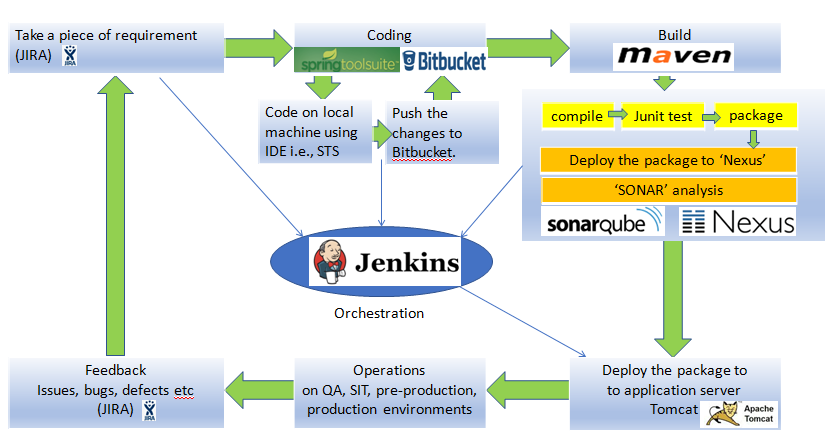 Take a piece of requirement
(JIRA)
JIRA
Coding
springtoolsuite
Bitbucket
Build
maven
Code on local
machine using
IDE i.e., STS
Push the
changes to
Bitbucket.
compile
Junit test
package
Deploy the package to ‘Nexus’
‘SONAR’ analysis
sonarqube
Nexus
Jenkins
Orchestration
Feedback
Issues, bugs, defects etc
(JIRA)
JIRA
Operations
on QA, SIT, pre-production,
production environments
Deploy the package to
to application server
Tomcat
Apache
Tomcat